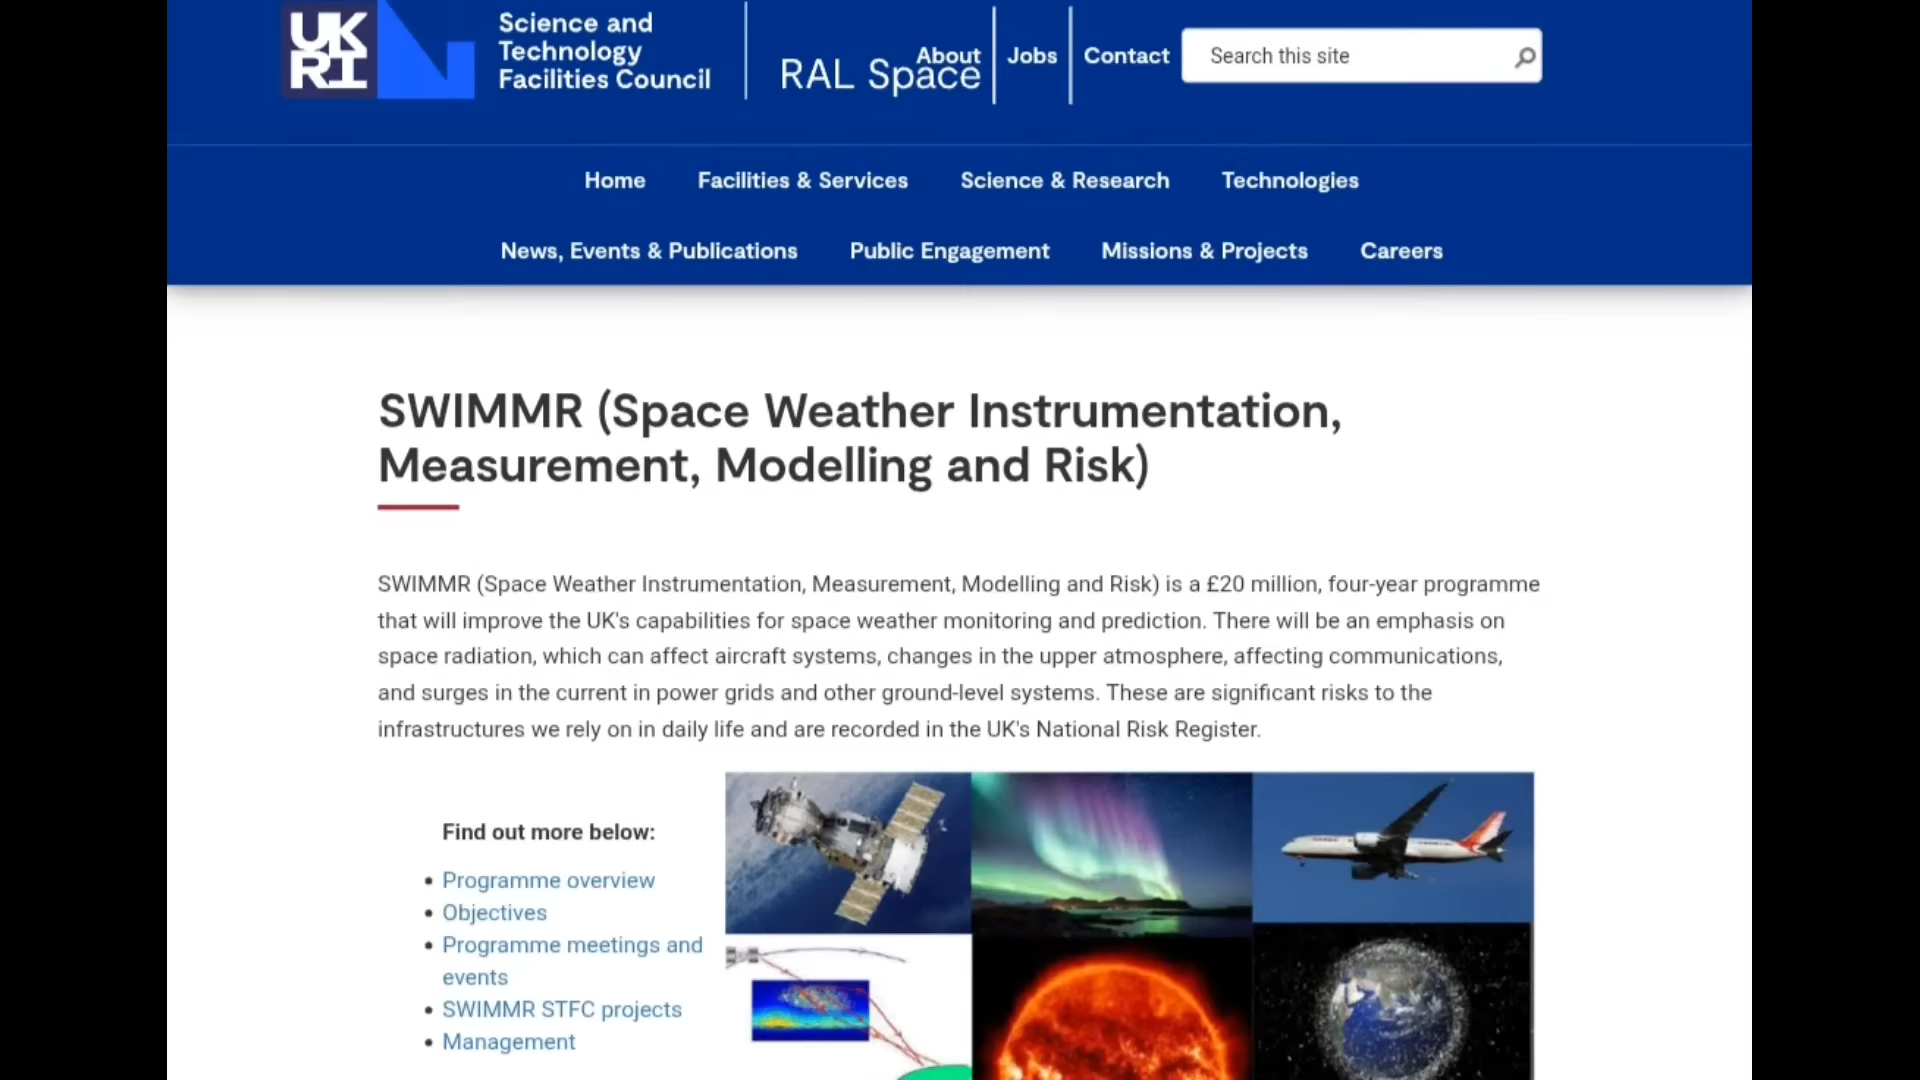 UK
RI
Science and
Technology
Facilities Council
RAL Space
About
Jobs
Contact
Search this site
Home
Facilities & Services
Science & Research
Technologies
News, Events & Publications
Public Engagement
Missions & Projects
Careers
SWIMMR (Space Weather Instrumentation,
Measurement, Modelling and Risk)
SWIMMR (Space Weather Instrumentation, Measurement, Modelling and Risk) is a £20 million, four-year programme
that will improve the UK's capabilities for space weather monitoring and prediction. There will be an emphasis on
space radiation, which can affect aircraft systems, changes in the upper atmosphere, affecting communications,
and surges in the current in power grids and other ground-level systems. These are significant risks to the
infrastructures we rely on in daily life and are recorded in the UK's National Risk Register.
Find out more below:
Programme overview
Objectives
Programme meetings and
events
SWIMMR STFC projects
Management